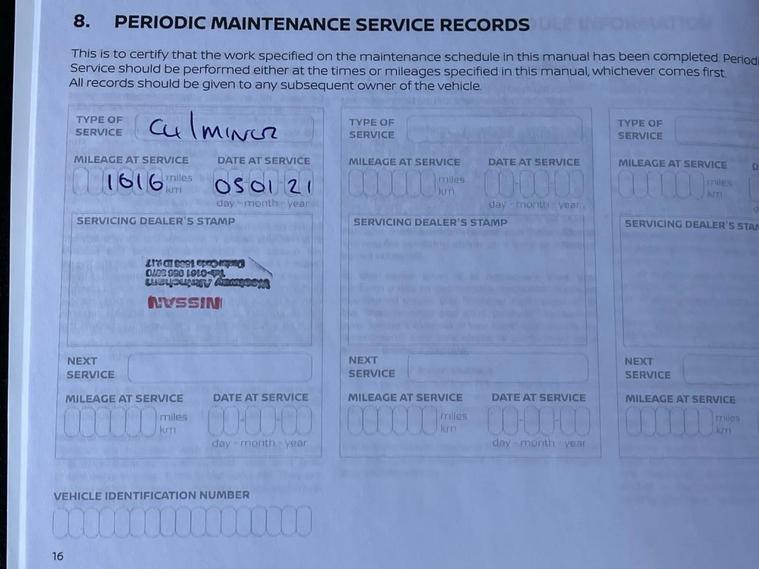 8. PERIODIC MAINTENANCE SERVICE RECORDS
This is to certify that the work specified on the maintenance schedule in this manual has been completed. Periodi
Service should be performed either at the times or mileages specified in this manual, whichever comes first.
All records should be given to any subsequent owner of the vehicle.
TYPE OF SERVICE
MILEAGE AT SERVICE DATE AT SERVICE
1616 miles km 05 01 21
day - month - year
SERVICING DEALER'S STAMP
NISSAN
Westway Altrincham
NEXT SERVICE
MILEAGE AT SERVICE DATE AT SERVICE
miles km
day - month - year
TYPE OF SERVICE
MILEAGE AT SERVICE DATE AT SERVICE
miles km
day - month - year
SERVICING DEALER'S STAMP
NEXT SERVICE
MILEAGE AT SERVICE DATE AT SERVICE
miles km
day - month - year
TYPE OF SERVICE
MILEAGE AT SERVICE D
miles km
SERVICING DEALER'S STA
NEXT SERVICE
MILEAGE AT SERVICE
miles km
VEHICLE IDENTIFICATION NUMBER
16